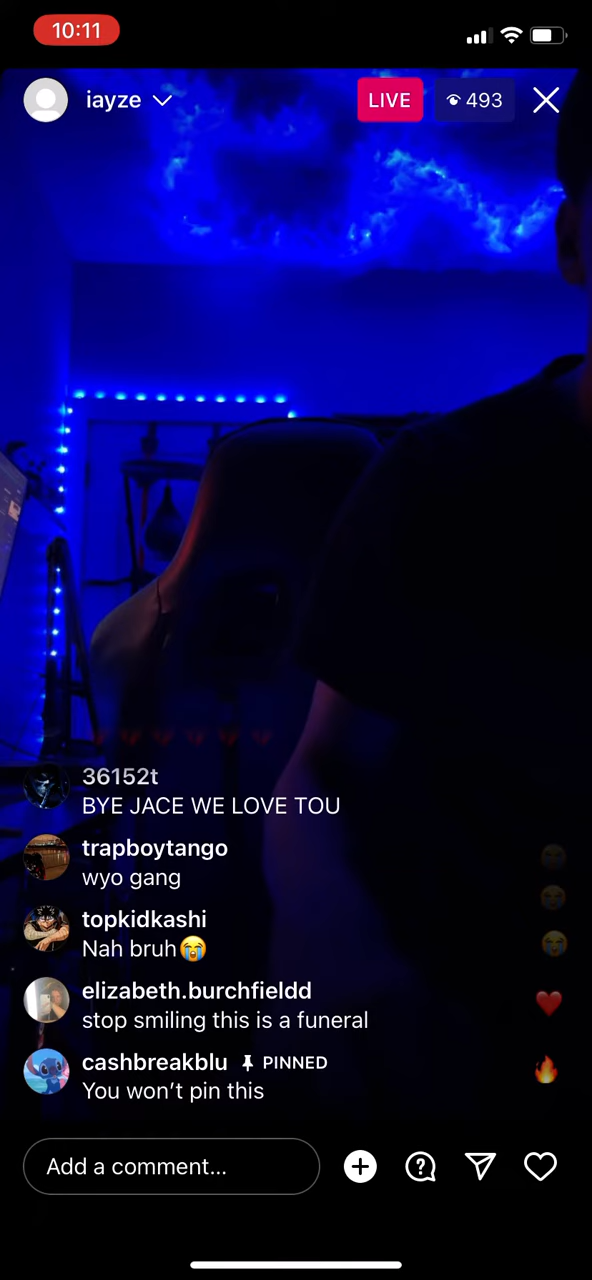 10:11
iayze
LIVE
493
36152t
BYE JACE WE LOVE TOU
trapboytango
wyo gang
topkidkashi
Nah bruh😭
elizabeth.burchfieldd
stop smiling this is a funeral
cashbreakblu PINNED
You won’t pin this
Add a comment...